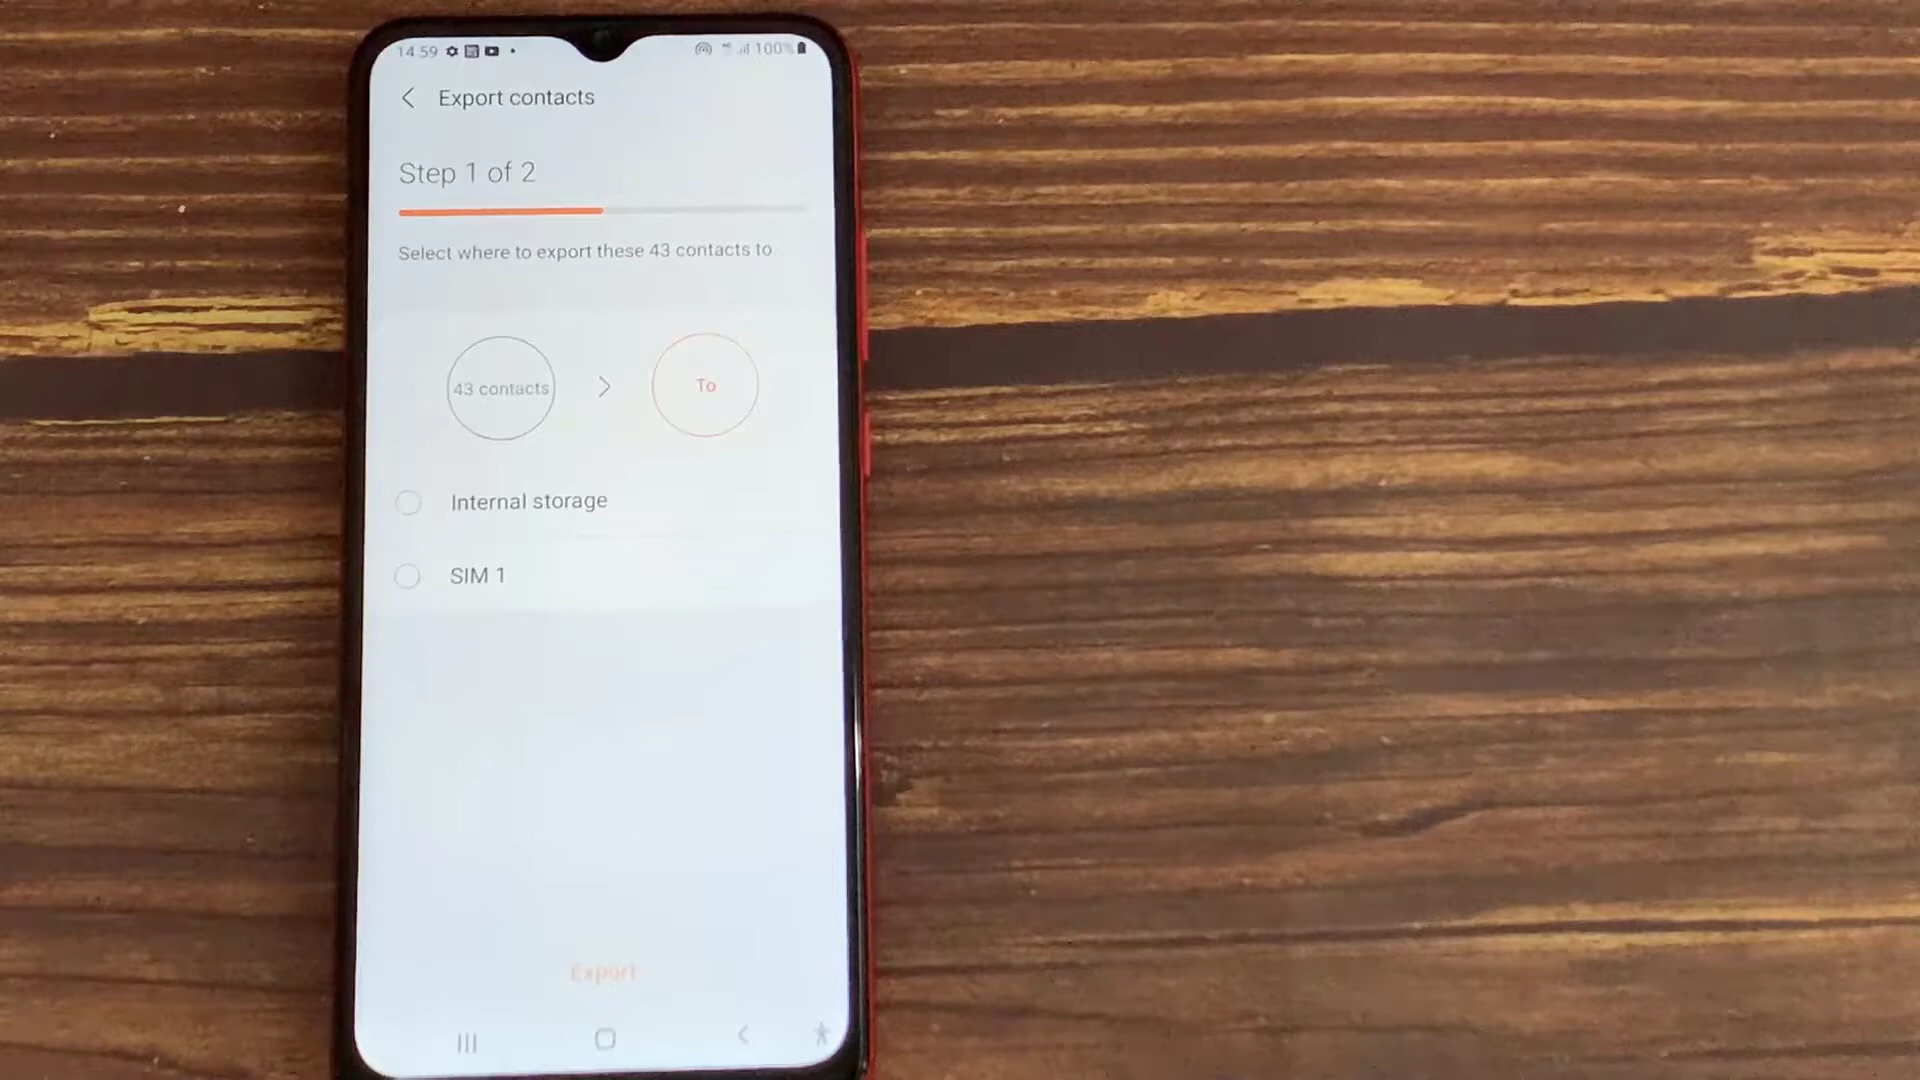 14:59 100%
Export contacts
Step 1 of 2
Select where to export these 43 contacts to.
43 contacts
To
Internal storage
SIM 1
Export